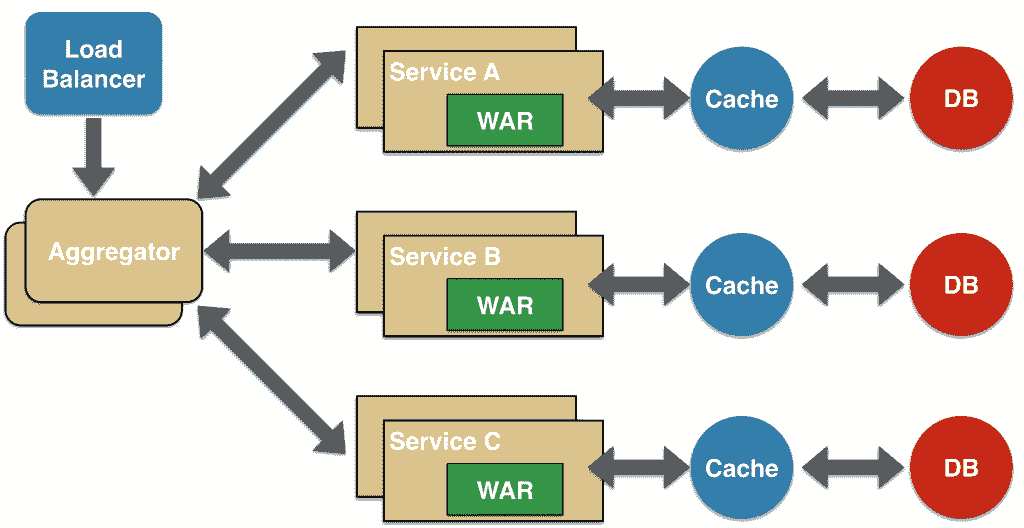 Load
Balancer
Aggregator
Service A
WAR
Cache
DB
Service B
WAR
Cache
DB
Service C
WAR
Cache
DB